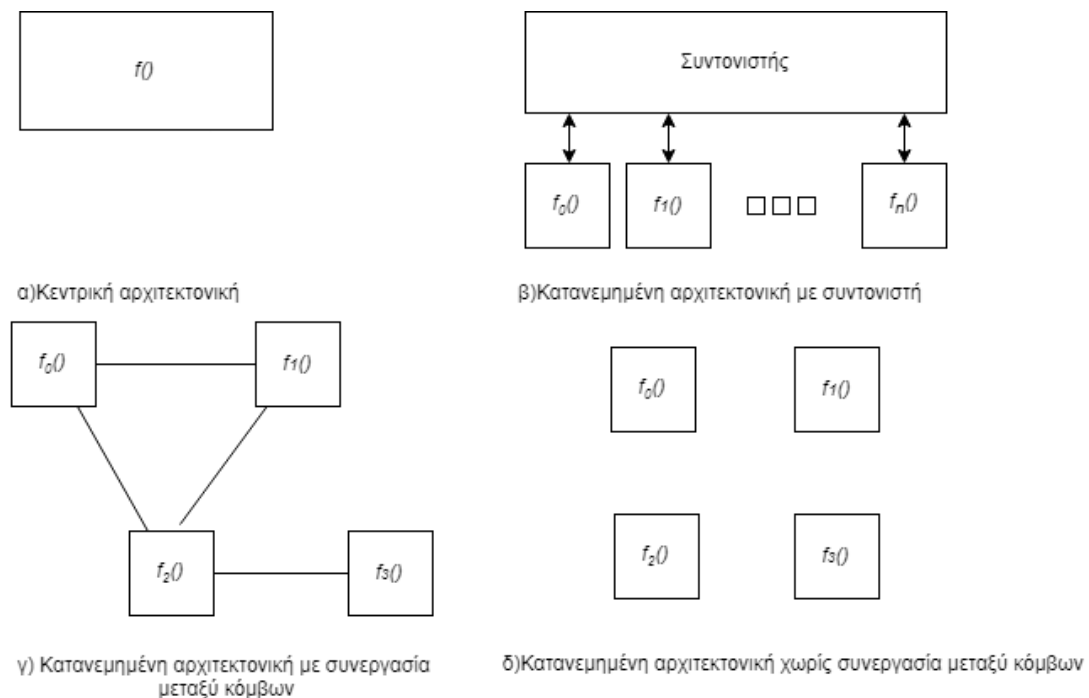 f()
Συντονιστής
f₀()
f₁()
fₙ()
α)Κεντρική αρχιτεκτονική
β)Κατανεμημένη αρχιτεκτονική με συντονιστή
f₀()
f₁()
f₂()
f₃()
γ) Κατανεμημένη αρχιτεκτονική με συνεργασία
μεταξύ κόμβων
f₀()
f₁()
f₂()
f₃()
δ)Κατανεμημένη αρχιτεκτονική χωρίς συνεργασία μεταξύ κόμβων